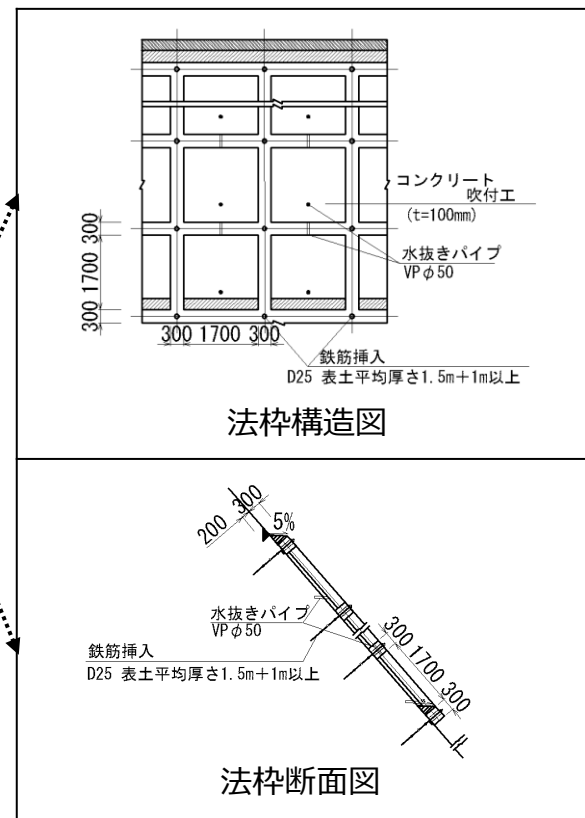 コンクリート
吹付工
(t=100mm)
水抜きパイプ
VPφ50
300
1700
300
300 1700 300
鉄筋挿入
D25 表土平均厚さ1.5m+1m以上
法枠構造図
200 300 5%
水抜きパイプ
VPφ50
鉄筋挿入
D25 表土平均厚さ1.5m+1m以上
300 1700 300
法枠断面図